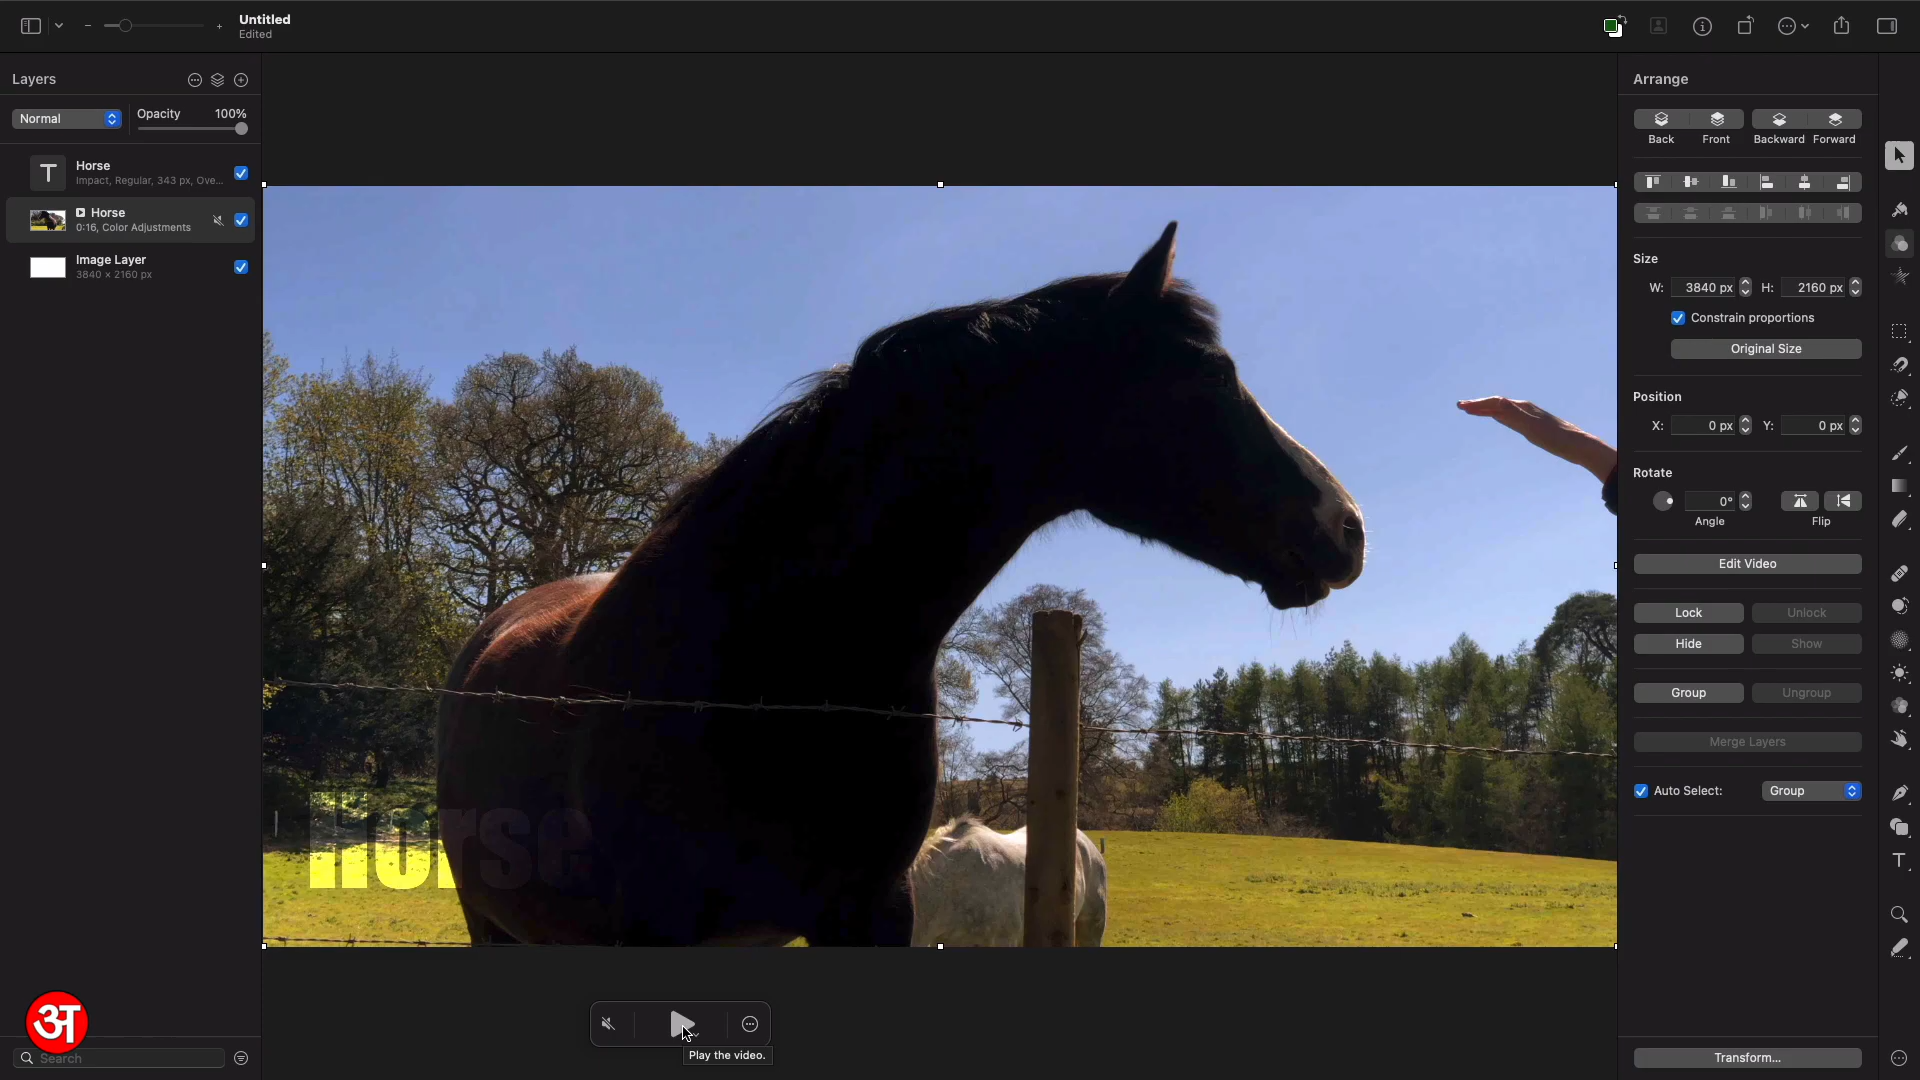 Untitled
Edited
Layers
Normal
Opacity 100%
Horse
Impact, Regular, 343 px, Ove...
Horse
0:16, Color Adjustments
Image Layer
3840 × 2160 px
Horse
अ
Search
Play the video.
Arrange
Back Front Backward Forward
Size
W: 3840 px H: 2160 px
Constrain proportions
Original Size
Position
X: 0 px Y: 0 px
Rotate
0°
Angle Flip
Edit Video
Lock Unlock
Hide Show
Group Ungroup
Merge Layers
Auto Select: Group
Transform...